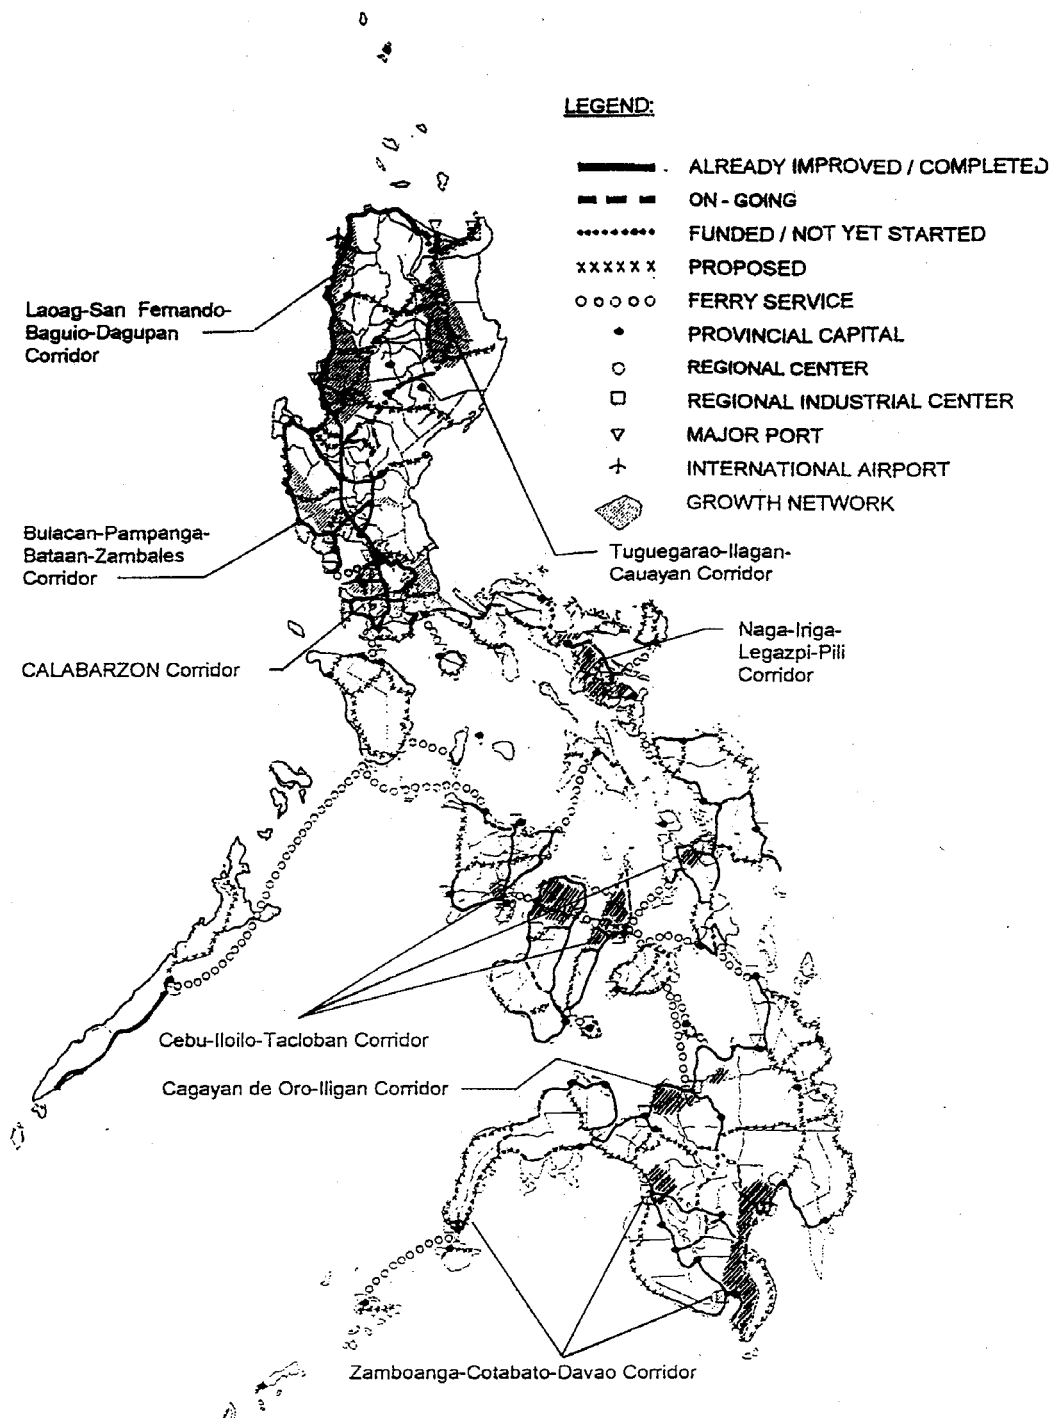 LEGEND:
ALREADY IMPROVED / COMPLETED
ON - GOING
FUNDED / NOT YET STARTED
PROPOSED
FERRY SERVICE
PROVINCIAL CAPITAL
REGIONAL CENTER
REGIONAL INDUSTRIAL CENTER
MAJOR PORT
INTERNATIONAL AIRPORT
GROWTH NETWORK
Laoag-San Fernando-
Baguio-Dagupan
Corridor
Bulacan-Pampanga-
Bataan-Zambales
Corridor
Tuguegarao-Ilagan-
Cauayan Corridor
Naga-Iriga-
Legazpi-Pili
Corridor
CALABARZON Corridor
Cebu-Iloilo-Tacloban Corridor
Cagayan de Oro-Iligan Corridor
Zamboanga-Cotabato-Davao Corridor